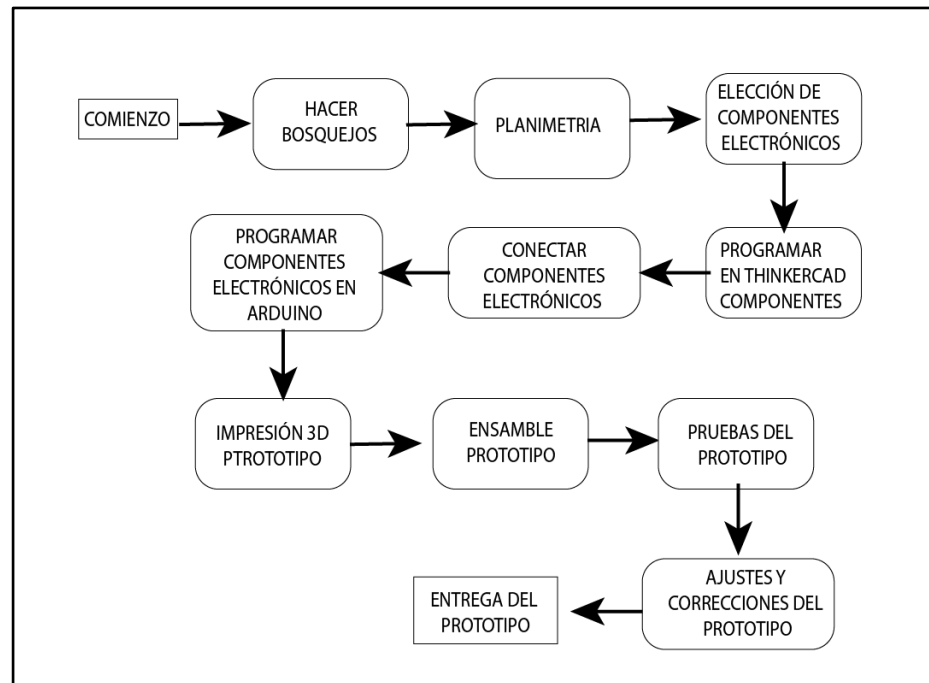 COMIENZO
HACER
BOSQUEJOS
PLANIMETRIA
ELECCIÓN DE
COMPONENTES
ELECTRÓNICOS
PROGRAMAR
EN THINKERCAD
COMPONENTES
CONECTAR
COMPONENTES
ELECTRÓNICOS
PROGRAMAR
COMPONENTES
ELECTRÓNICOS EN
ARDUINO
IMPRESIÓN 3D
PTROTOTIPO
ENSAMBLE
PROTOTIPO
PRUEBAS DEL
PROTOTIPO
AJUSTES Y
CORRECCIONES DEL
PROTOTIPO
ENTREGA DEL
PROTOTIPO